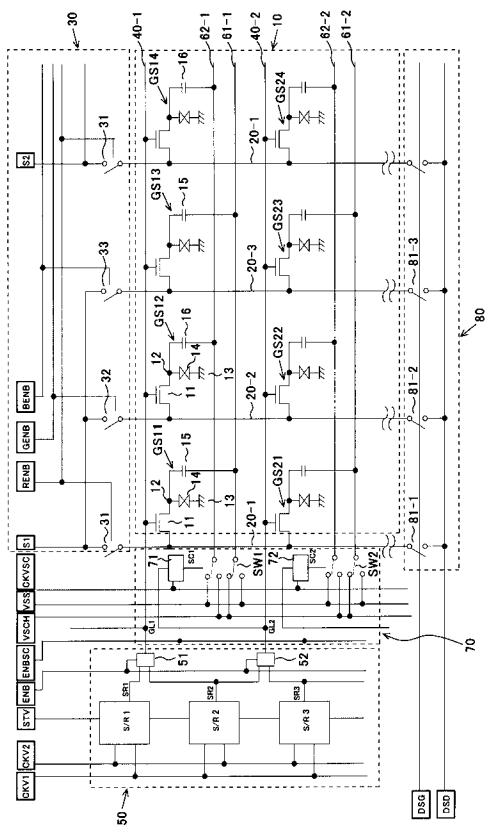 30
40-1
62-1
61-1
40-2
62-2
61-2
10
S2
31
GS14
16
20-1
GS24
GS13
15
33
20-3
GS23
81-3
BENB
GENB
RENB
32
GS12
12
16
14
11
13
20-2
GS22
81-2
80
S1
31
GS11
12
15
14
11
13
20-1
GS21
81-1
CKVSC
VSS
VSCH
ENBSC
ENB
STV
CKV2
CKV1
71
SC1
SW1
72
SC2
SW2
70
GL1
GL2
51
52
SR1
SR2
SR3
S/R 1
S/R 2
S/R 3
50
DSG
DSD